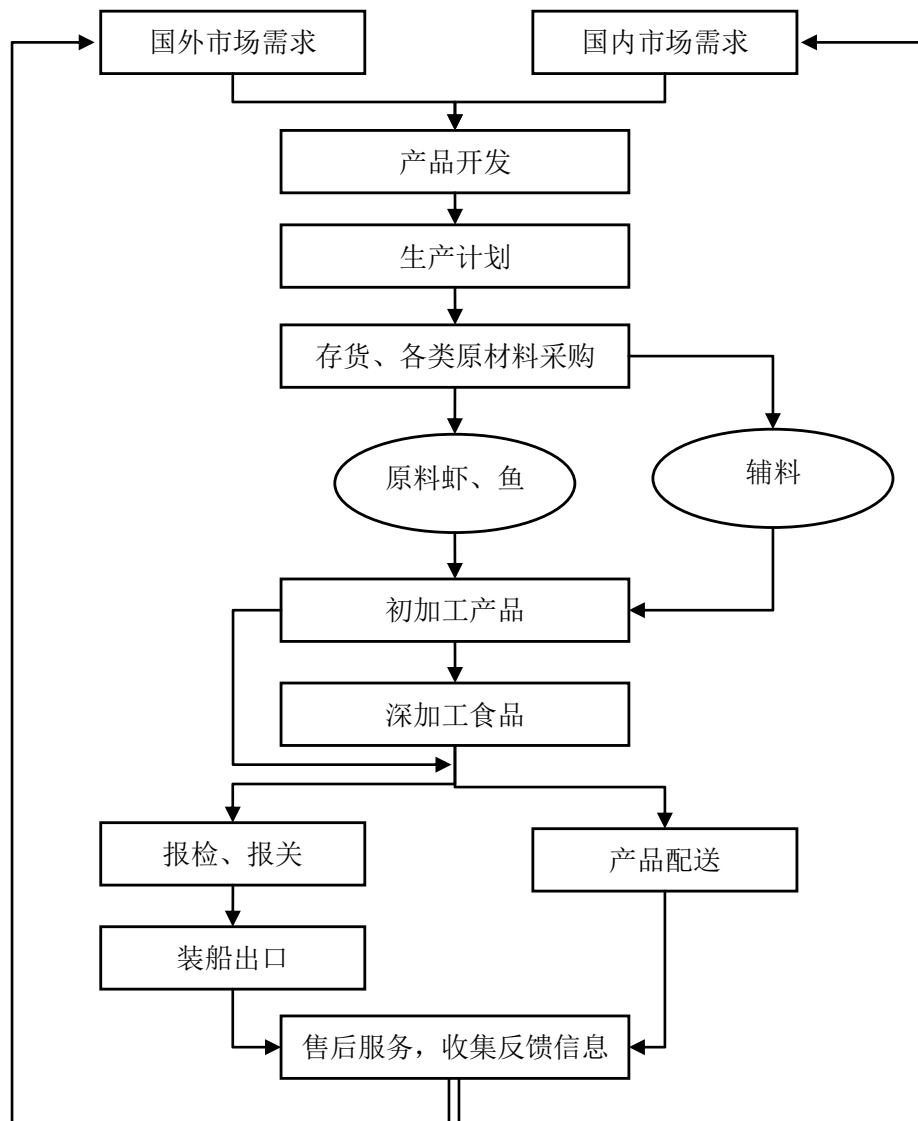 国外市场需求
国内市场需求
产品开发
生产计划
存货、各类原材料采购
原料虾、鱼
辅料
初加工产品
深加工食品
报检、报关
产品配送
装船出口
售后服务，收集反馈信息